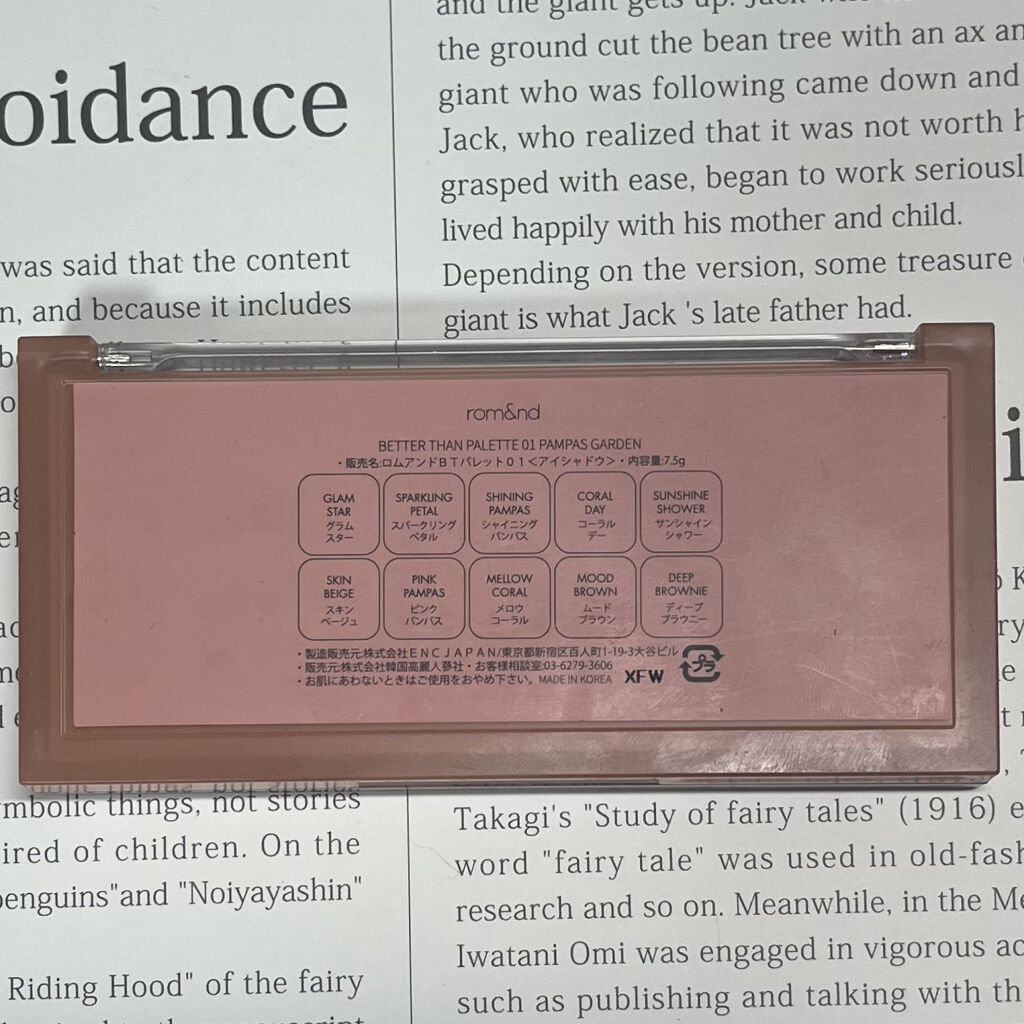 oidance
was said that the content
n, and because it includes
and the giant gets up.
the ground cut the bean tree with an ax an
giant who was following came down and
Jack, who realized that it was not worth h
grasped with ease, began to work seriousl
lived happily with his mother and child.
Depending on the version, some treasure
giant is what Jack 's late father had.
rom&nd
BETTER THAN PALETTE 01 PAMPAS GARDEN
・販売名:ロムアンドＢＴパレット０１＜アイシャドウ＞・内容量:7.5g
GLAM
STAR
グラム
スター
SPARKLING
PETAL
スパークリング
ペタル
SHINING
PAMPAS
シャイニング
パンパス
CORAL
DAY
コーラル
デー
SUNSHINE
SHOWER
サンシャイン
シャワー
SKIN
BEIGE
スキン
ベージュ
PINK
PAMPAS
ピンク
パンパス
MELLOW
CORAL
メロウ
コーラル
MOOD
BROWN
ムード
ブラウン
DEEP
BROWNIE
ディープ
ブラウニー
・製造販売元:株式会社ＥＮＣ ＪＡＰＡＮ/東京都新宿区百人町1-19-3大谷ビル
・販売元:株式会社韓国高麗人蔘社・お客様相談室:03-6279-3606
・お肌にあわないときはご使用をおやめ下さい。MADE IN KOREA XFW
プラ
mbolic things, not stories
ired of children. On the
penguins"and "Noiyayashin"
Riding Hood" of the fairy
Takagi's "Study of fairy tales" (1916) e
word "fairy tale" was used in old-fash
research and so on. Meanwhile, in the Me
Iwatani Omi was engaged in vigorous ac
such as publishing and talking with th